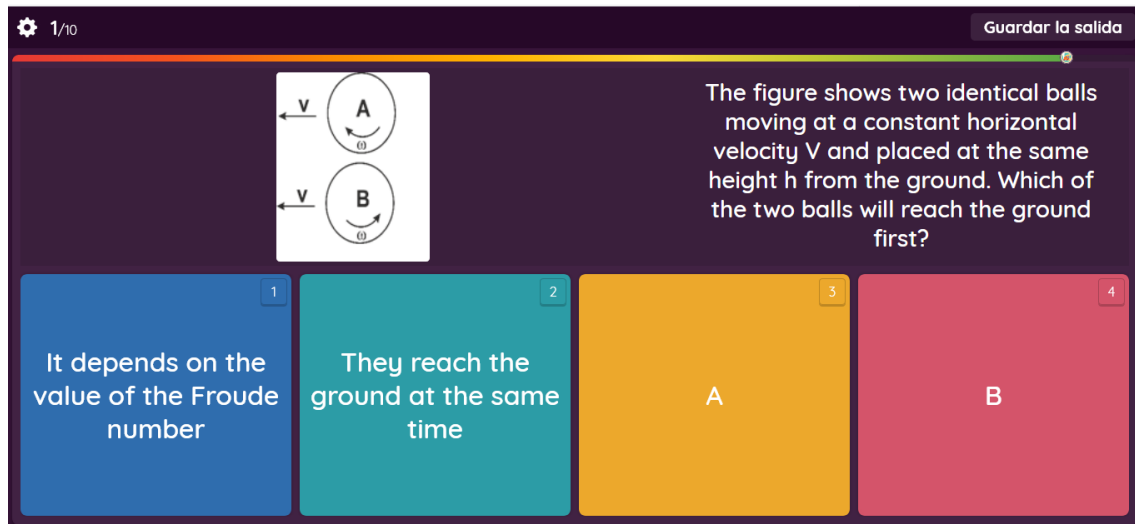 1/10
Guardar la salida
V
A
ω
V
B
ω
The figure shows two identical balls
moving at a constant horizontal
velocity V and placed at the same
height h from the ground. Which of
the two balls will reach the ground
first?
1
It depends on the
value of the Froude
number
2
They reach the
ground at the same
time
3
A
4
B